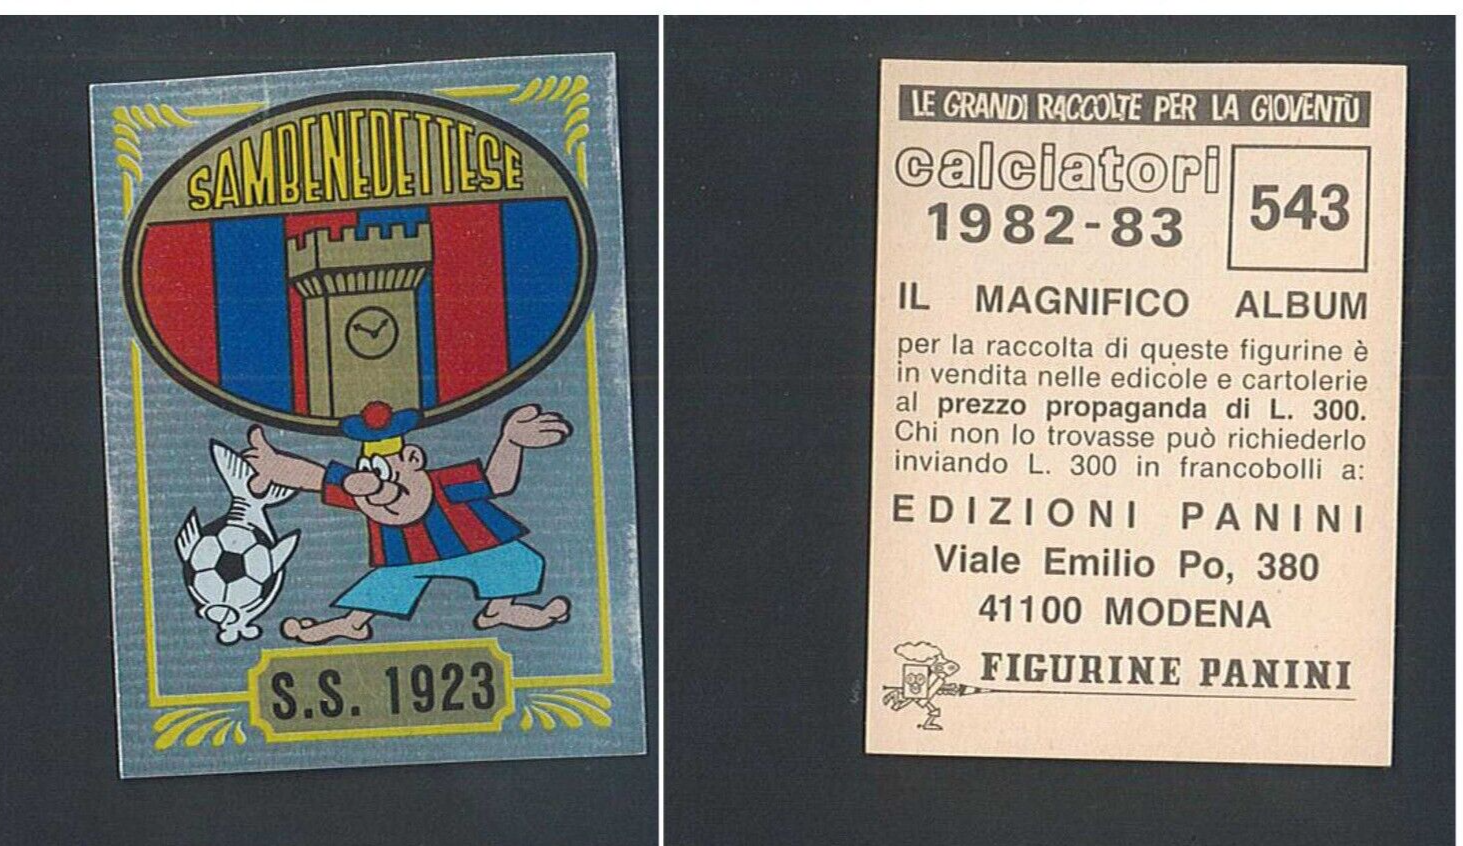 SAMBENEDETTESE
S.S. 1923
LE GRANDI RACCOLTE PER LA GIOVENTÙ
calciatori
1982-83
543
IL MAGNIFICO ALBUM
per la raccolta di queste figurine è
in vendita nelle edicole e cartolerie
al prezzo propaganda di L. 300.
Chi non lo trovasse può richiederlo
inviando L. 300 in francobolli a:
EDIZIONI PANINI
Viale Emilio Po, 380
41100 MODENA
FIGURINE PANINI